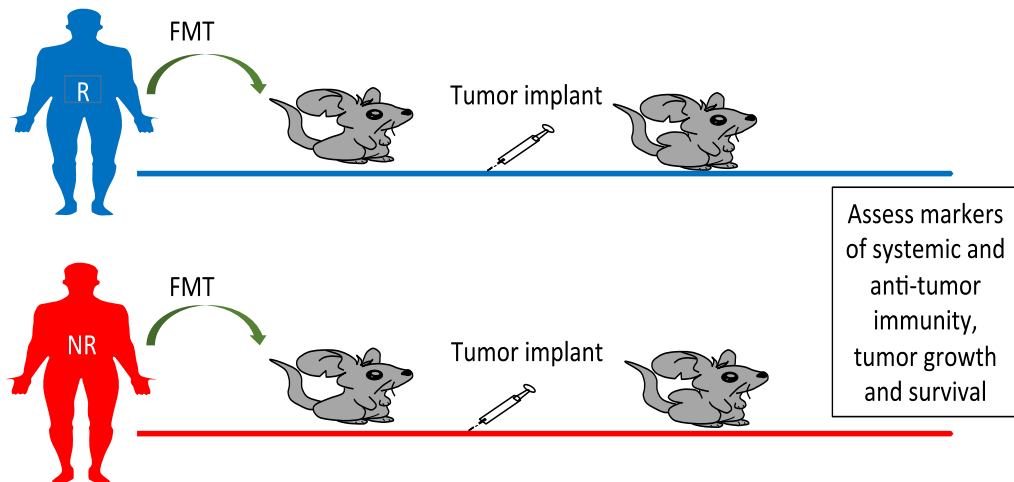 FMT
R
Tumor implant
FMT
NR
Tumor implant
Assess markers
of systemic and
anti-tumor
immunity,
tumor growth
and survival